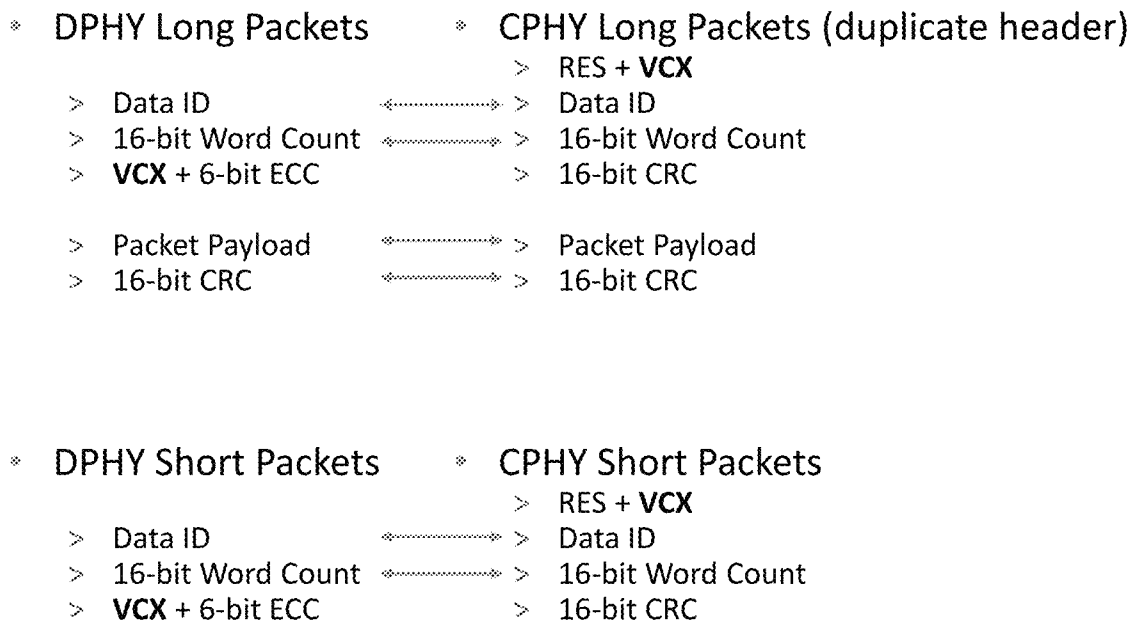 • DPHY Long Packets
> Data ID
> 16-bit Word Count
> VCX + 6-bit ECC
> Packet Payload
> 16-bit CRC
• CPHY Long Packets (duplicate header)
> RES + VCX
> Data ID
> 16-bit Word Count
> 16-bit CRC
> Packet Payload
> 16-bit CRC
• DPHY Short Packets
> Data ID
> 16-bit Word Count
> VCX + 6-bit ECC
• CPHY Short Packets
> RES + VCX
> Data ID
> 16-bit Word Count
> 16-bit CRC